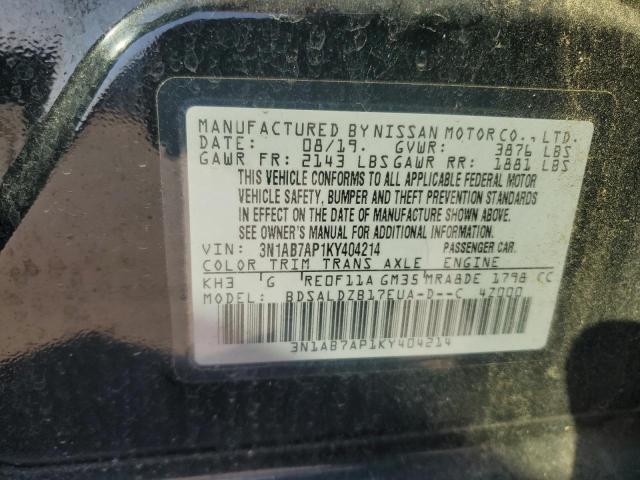 MANUFACTURED BY NISSAN MOTOR CO., LTD.
DATE: 08/19. GVWR: 3876 LBS
GAWR FR: 2143 LBS GAWR RR: 1881 LBS
THIS VEHICLE CONFORMS TO ALL APPLICABLE FEDERAL MOTOR
VEHICLE SAFETY, BUMPER AND THEFT PREVENTION STANDARDS
IN EFFECT ON THE DATE OF MANUFACTURE SHOWN ABOVE.
SEE OWNER'S MANUAL FOR ADDITIONAL INFORMATION.
VIN: 3N1AB7AP1KY404214 PASSENGER CAR.
COLOR TRIM TRANS AXLE ENGINE
KH3 G RE0F11A GM35 MRA8DE 1798 CC
MODEL: BDSALDZB17EUA-D--C 4Z000
3N1AB7AP1KY404214